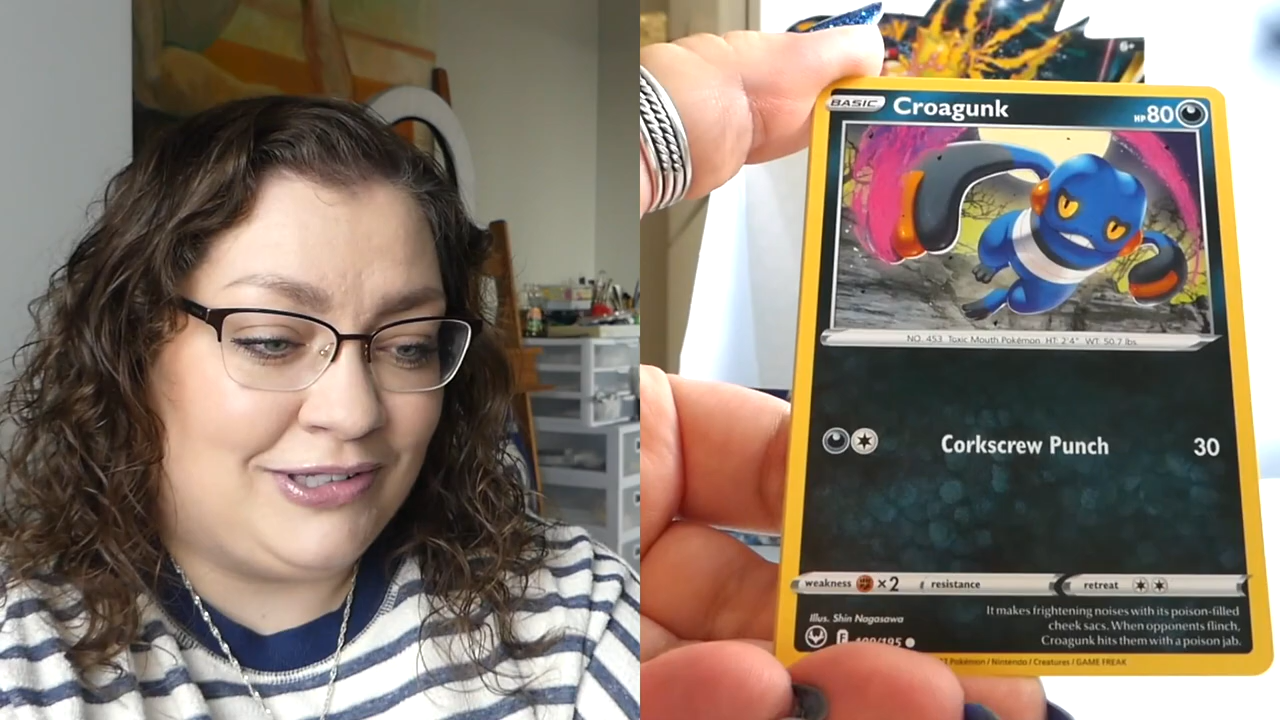 6+
BASIC Croagunk HP 80
NO. 453 Toxic Mouth Pokémon HT: 2'4" WT: 50.7 lbs.
Corkscrew Punch 30
weakness ×2 resistance retreat
Illus. Shin Nagasawa
It makes frightening noises with its poison-filled
cheek sacs. When opponents flinch,
Croagunk hits them with a poison jab.
F /195
Pokémon / Nintendo / Creatures / GAME FREAK